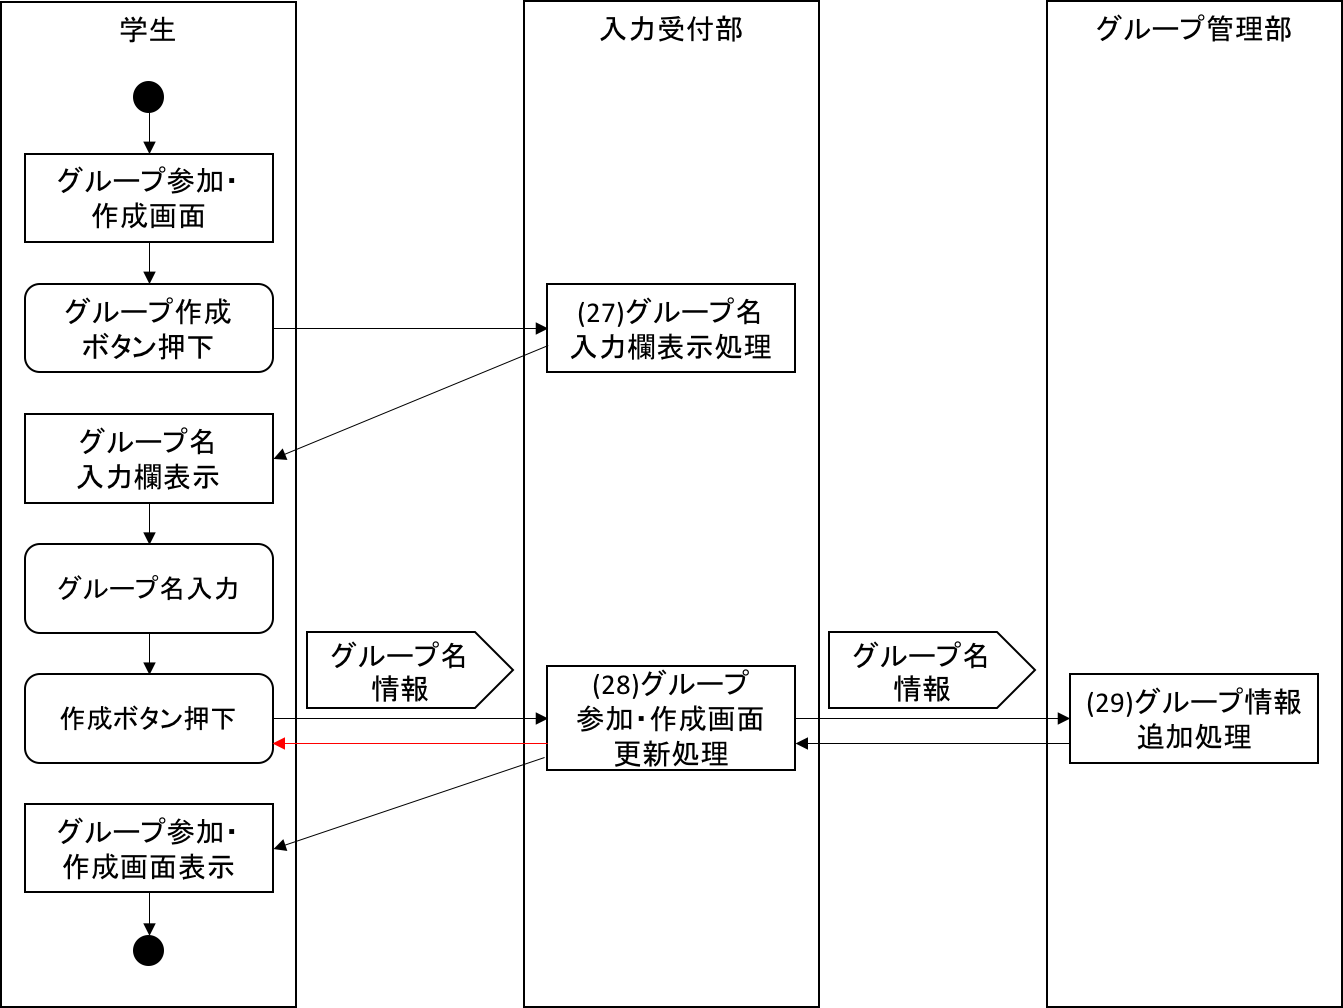 学生
入力受付部
グループ管理部
グループ参加・
作成画面
グループ作成
ボタン押下
(27)グループ名
入力欄表示処理
グループ名
入力欄表示
グループ名入力
グループ名
情報
グループ名
情報
作成ボタン押下
(28)グループ
参加・作成画面
更新処理
(29)グループ情報
追加処理
グループ参加・
作成画面表示